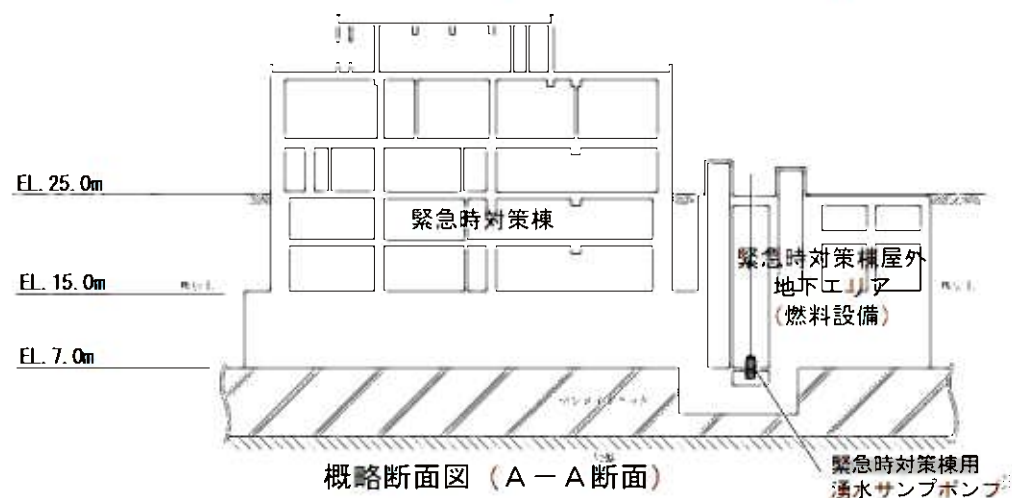 EL. 25.0m
緊急時対策棟
緊急時対策棟屋外
地下エリア
(燃料設備)
EL. 15.0m
EL. 7.0m
概略断面図(A-A断面)
緊急時対策棟用
湧水サンプポンプ